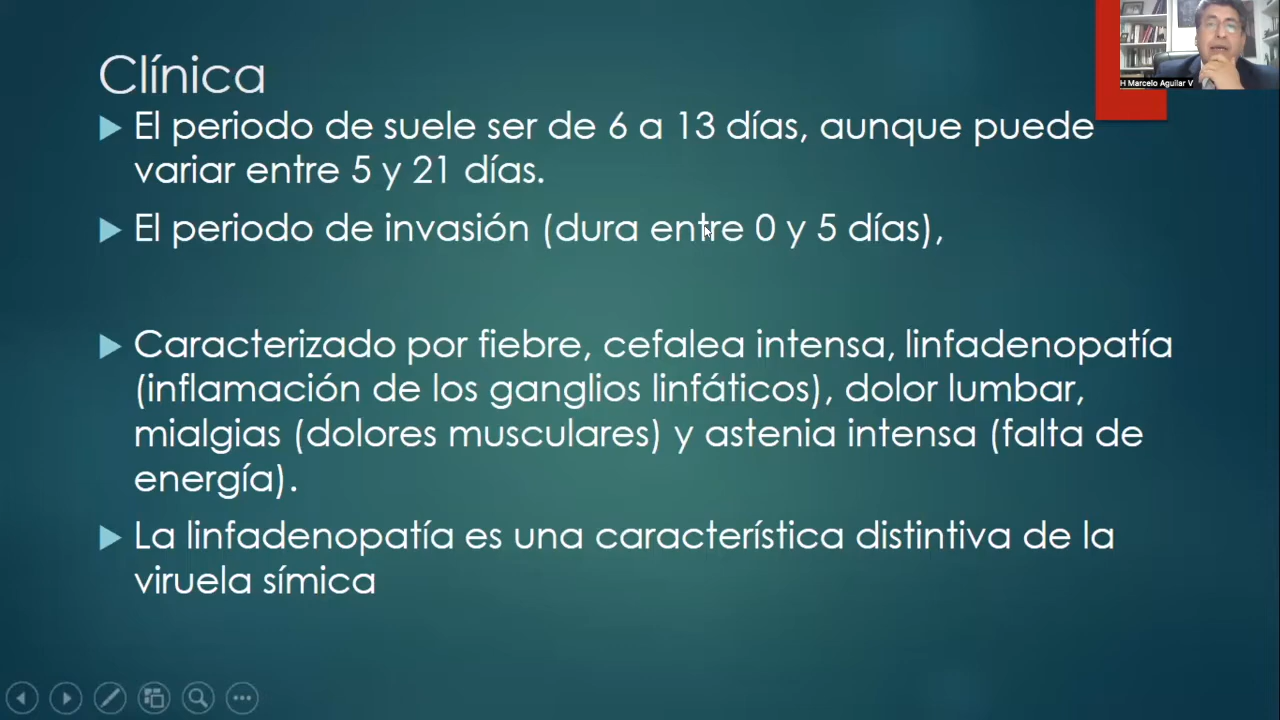 Clínica
El periodo de suele ser de 6 a 13 días, aunque puede
variar entre 5 y 21 días.
El periodo de invasión (dura entre 0 y 5 días),
Caracterizado por fiebre, cefalea intensa, linfadenopatía
(inflamación de los ganglios linfáticos), dolor lumbar,
mialgias (dolores musculares) y astenia intensa (falta de
energía).
La linfadenopatía es una característica distintiva de la
viruela símica
H Marcelo Aguilar V